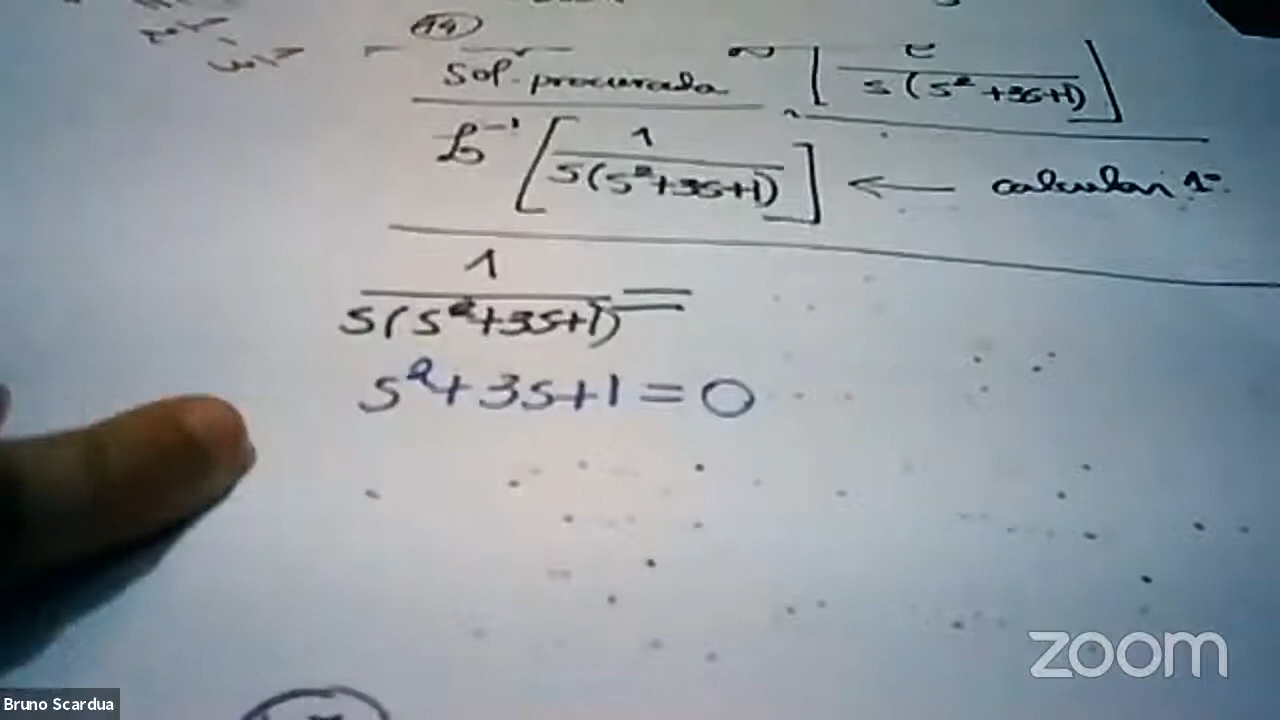 14
Sol. procurada ~ [ / s(s²+3s+1) ]
ℒ⁻¹ [ 1 / s(s²+3s+1) ] ← calcular 1º.
1 / s(s²+3s+1) =
s²+3s+1=0
zoom
Bruno Scardua